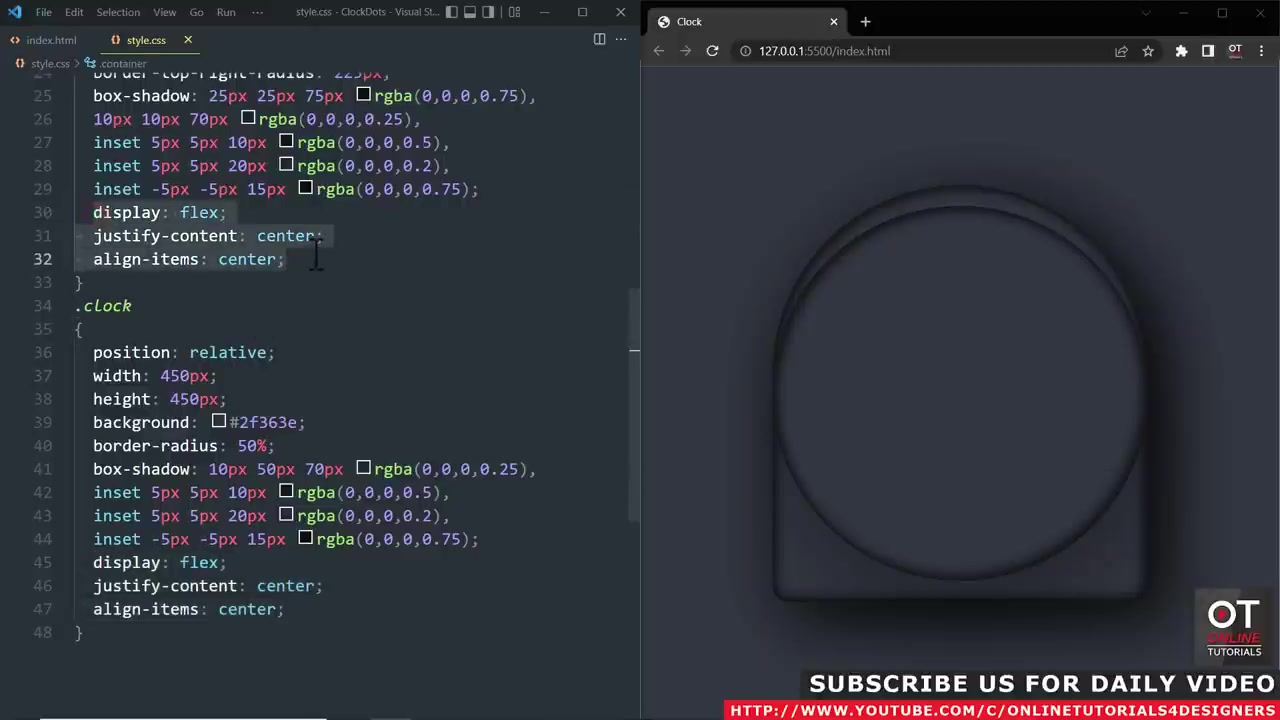 File Edit Selection View Go Run ··· style.css - ClockDots - Visual St...
index.html style.css
style.css > .container
24 border-top-right-radius: 225px;
25 box-shadow: 25px 25px 75px rgba(0,0,0,0.75),
26 10px 10px 70px rgba(0,0,0,0.25),
27 inset 5px 5px 10px rgba(0,0,0,0.5),
28 inset 5px 5px 20px rgba(0,0,0,0.2),
29 inset -5px -5px 15px rgba(0,0,0,0.75);
30 display: flex;
31 justify-content: center;
32 align-items: center;
33 }
34 .clock
35 {
36 position: relative;
37 width: 450px;
38 height: 450px;
39 background: #2f363e;
40 border-radius: 50%;
41 box-shadow: 10px 50px 70px rgba(0,0,0,0.25),
42 inset 5px 5px 10px rgba(0,0,0,0.5),
43 inset 5px 5px 20px rgba(0,0,0,0.2),
44 inset -5px -5px 15px rgba(0,0,0,0.75);
45 display: flex;
46 justify-content: center;
47 align-items: center;
48 }
Clock
127.0.0.1:5500/index.html
OT
OT
ONLINE
TUTORIALS
SUBSCRIBE US FOR DAILY VIDEO
HTTP://WWW.YOUTUBE.COM/C/ONLINETUTORIALS4DESIGNERS